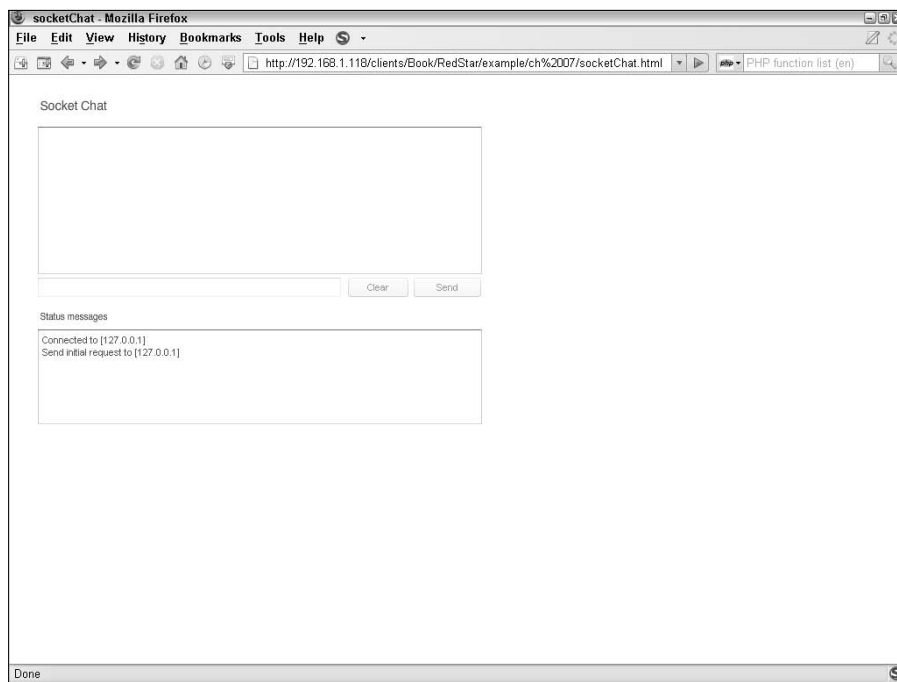 socketChat - Mozilla Firefox
File Edit View History Bookmarks Tools Help
http://192.168.1.118/clients/Book/RedStar/example/ch%2007/socketChat.html
php PHP function list (en)
Socket Chat
Clear Send
Status messages
Connected to [127.0.0.1]
Send initial request to [127.0.0.1]
Done